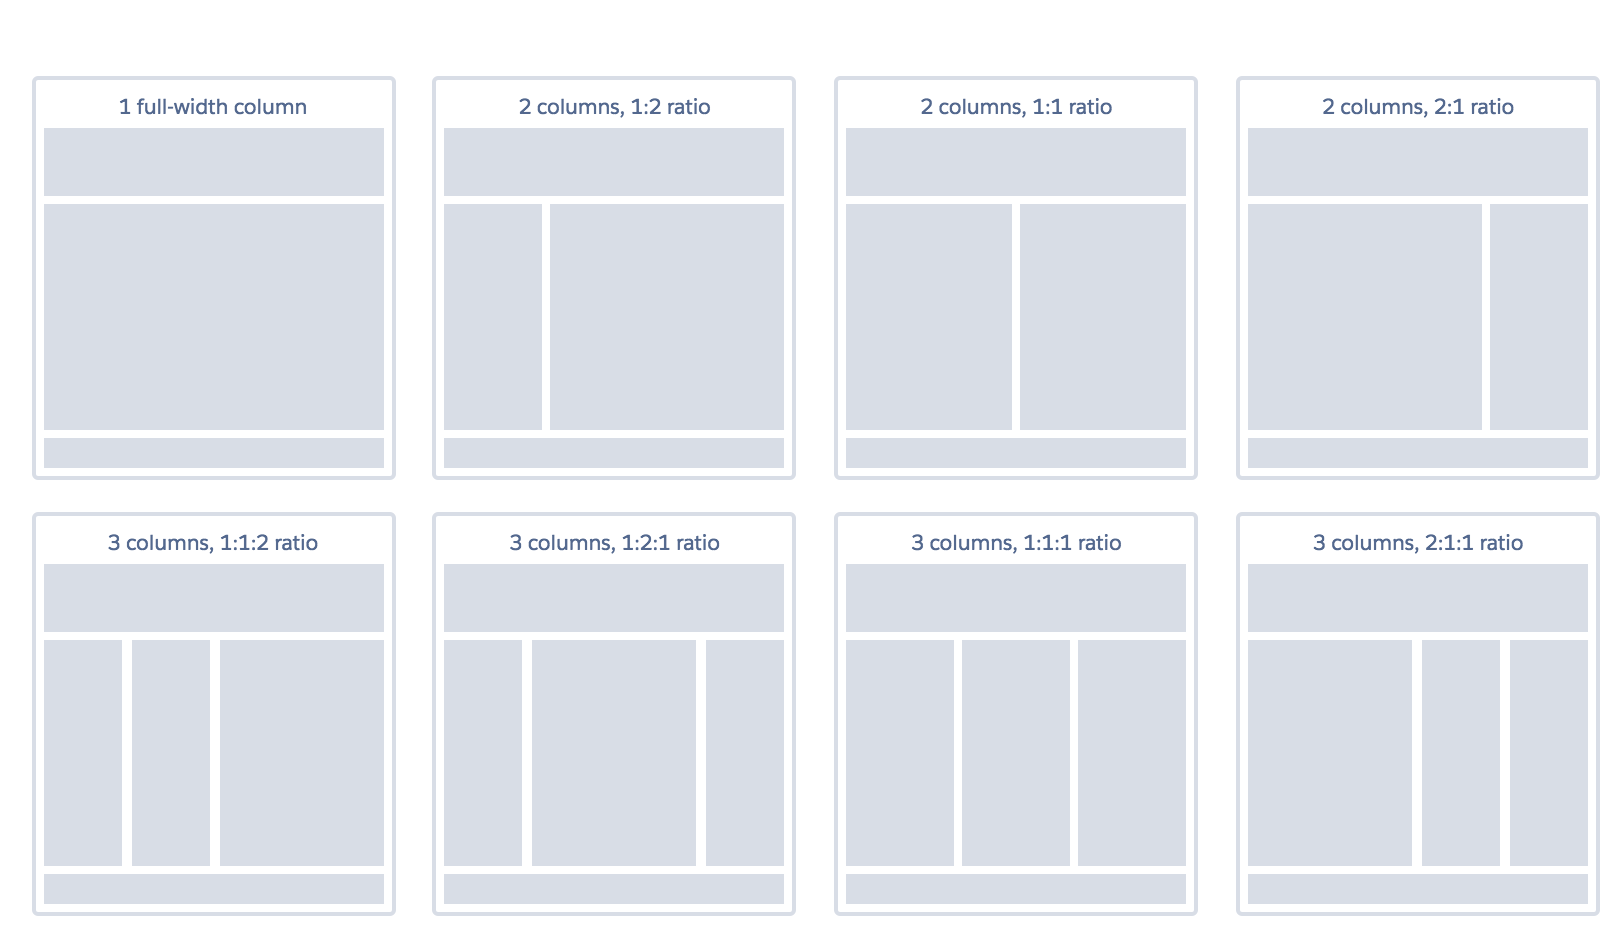 1 full-width column
2 columns, 1:2 ratio
2 columns, 1:1 ratio
2 columns, 2:1 ratio
3 columns, 1:1:2 ratio
3 columns, 1:2:1 ratio
3 columns, 1:1:1 ratio
3 columns, 2:1:1 ratio